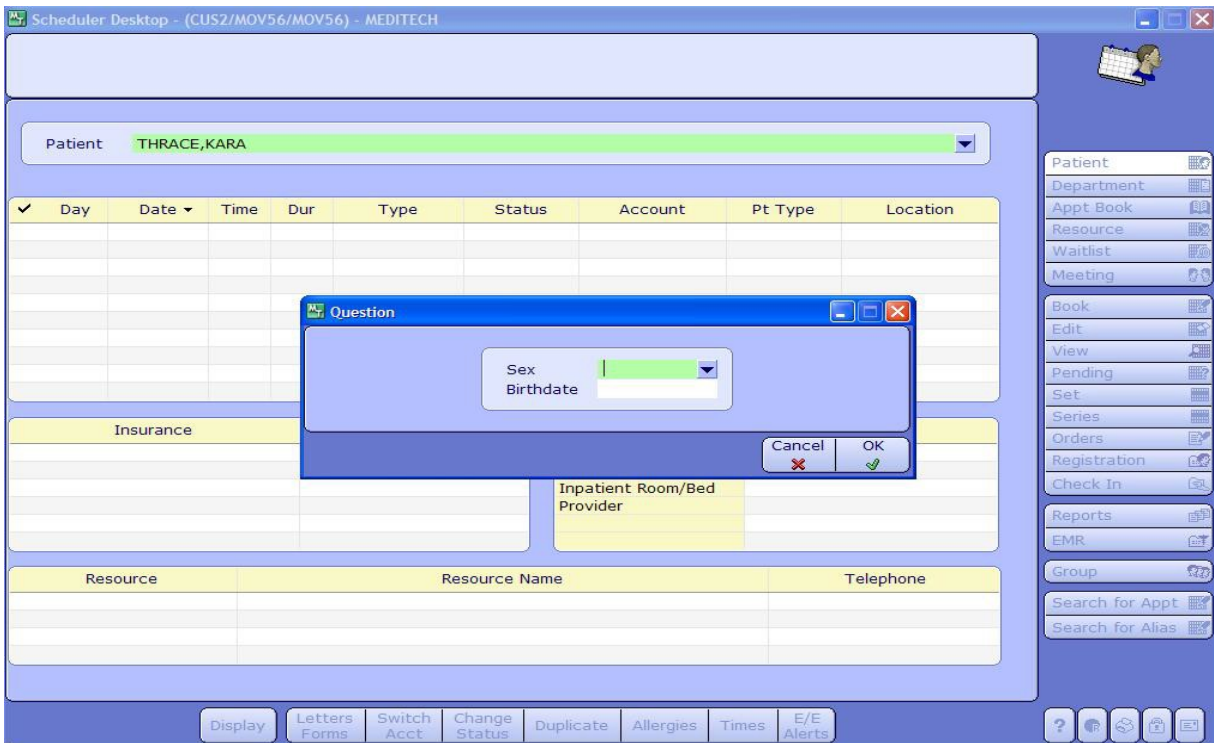 Scheduler Desktop - (CUS2/MOV56/MOV56) - MEDITECH
Patient THRACE,KARA
Day Date Time Dur Type Status Account Pt Type Location
Question
Sex
Birthdate
Cancel OK
Insurance
Inpatient Room/Bed
Provider
Resource Resource Name Telephone
Patient
Department
Appt Book
Resource
Waitlist
Meeting
Book
Edit
View
Pending
Set
Series
Orders
Registration
Check In
Reports
EMR
Group
Search for Appt
Search for Alias
Display
Letters
Forms
Switch
Acct
Change
Status
Duplicate
Allergies
Times
E/E
Alerts
?